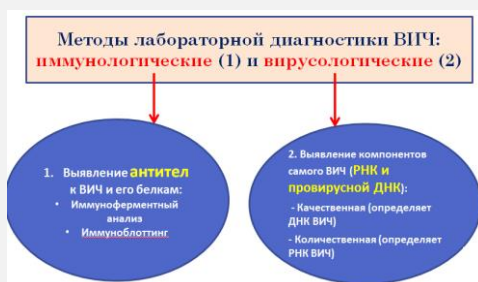 Методы лабораторной диагностики ВИЧ:
иммунологические (1) и вирусологические (2)
1. Выявление антител
к ВИЧ и его белкам:
• Иммуноферментный
анализ
• Иммуноблоттинг
2. Выявление компонентов
самого ВИЧ (РНК и
провирусной ДНК):
- Качественная (определяет
ДНК ВИЧ)
- Количественная (определяет
РНК ВИЧ)